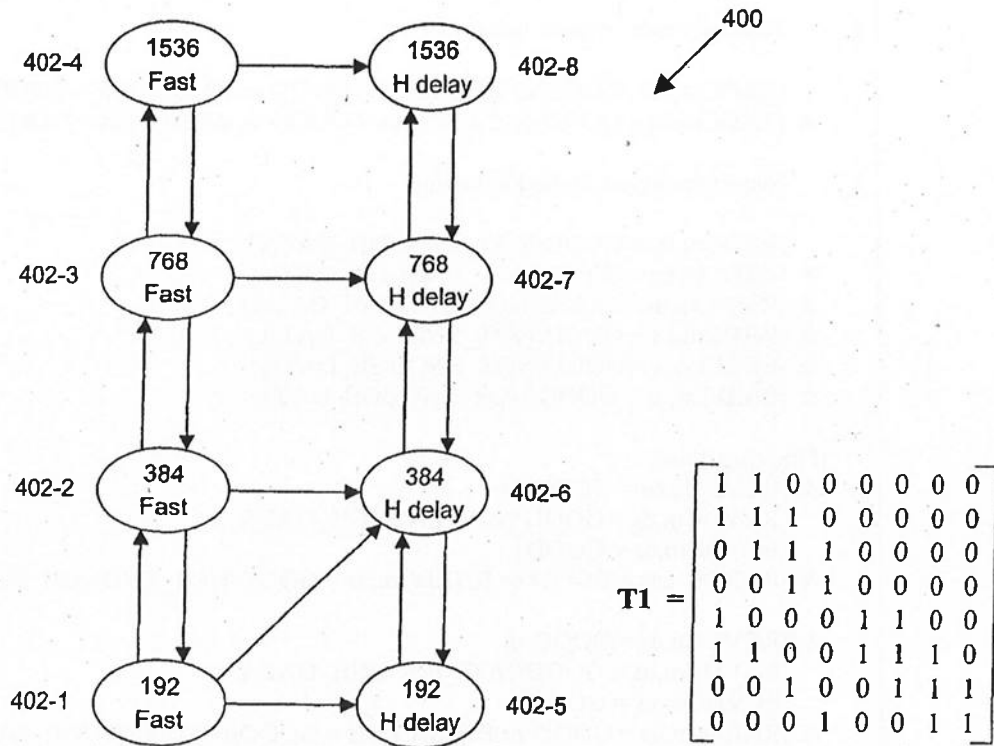 400
402-4
1536
Fast
1536
H delay
402-8
402-3
768
Fast
768
H delay
402-7
402-2
384
Fast
384
H delay
402-6
402-1
192
Fast
192
H delay
402-5
T1 =
1 1 0 0 0 0 0 0
1 1 1 0 0 0 0 0
0 1 1 1 0 0 0 0
0 0 1 1 0 0 0 0
1 0 0 0 1 1 0 0
1 1 0 0 1 1 1 0
0 0 1 0 0 1 1 1
0 0 0 1 0 0 1 1